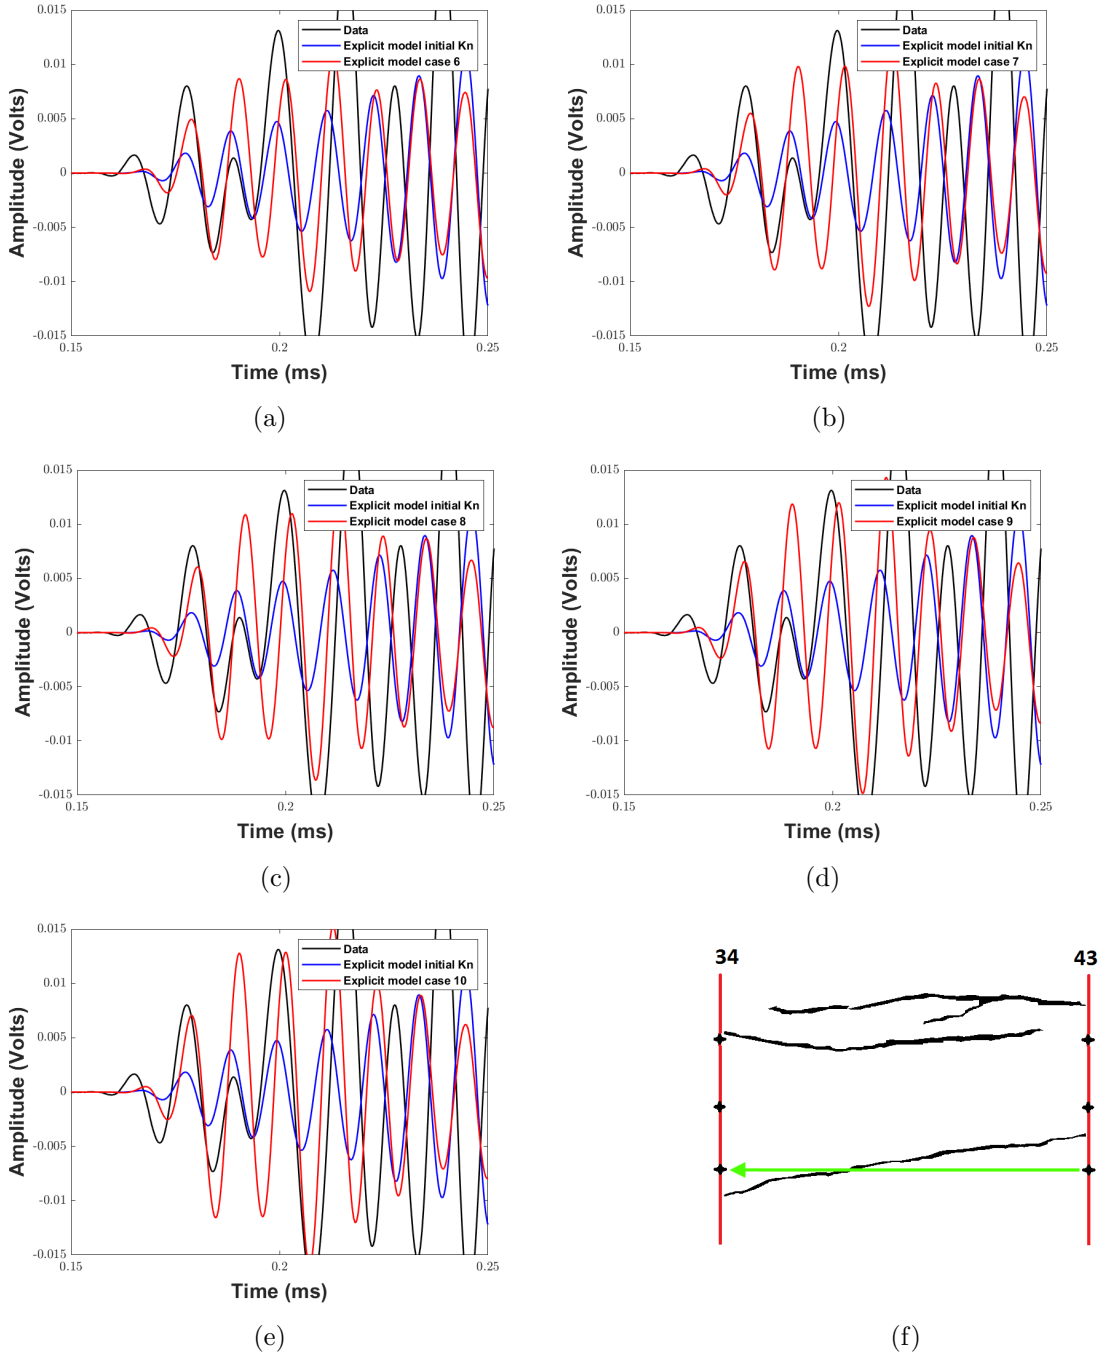 0.015
0.01
0.005
0
-0.005
-0.01
-0.015
Amplitude (Volts)
Data
Explicit model initial Kn
Explicit model case 6
0.15
0.2
0.25
Time (ms)
(a)
0.015
0.01
0.005
0
-0.005
-0.01
-0.015
Amplitude (Volts)
Data
Explicit model initial Kn
Explicit model case 7
0.15
0.2
0.25
Time (ms)
(b)
0.015
0.01
0.005
0
-0.005
-0.01
-0.015
Amplitude (Volts)
Data
Explicit model initial Kn
Explicit model case 8
0.15
0.2
0.25
Time (ms)
(c)
0.015
0.01
0.005
0
-0.005
-0.01
-0.015
Amplitude (Volts)
Data
Explicit model initial Kn
Explicit model case 9
0.15
0.2
0.25
Time (ms)
(d)
0.015
0.01
0.005
0
-0.005
-0.01
-0.015
Amplitude (Volts)
Data
Explicit model initial Kn
Explicit model case 10
0.15
0.2
0.25
Time (ms)
(e)
34
43
(f)